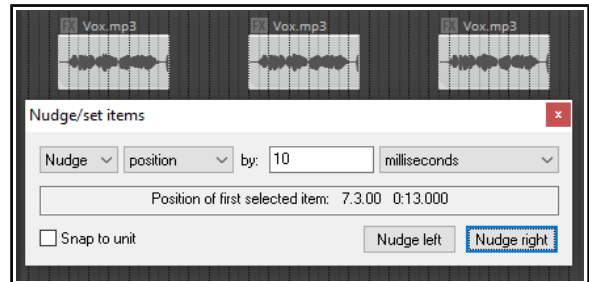 FX Vox.mp3 FX Vox.mp3 FX Vox.mp3
Nudge/set items x
Nudge position by: 10 milliseconds
Position of first selected item: 7.3.00 0:13.000
Snap to unit Nudge left Nudge right